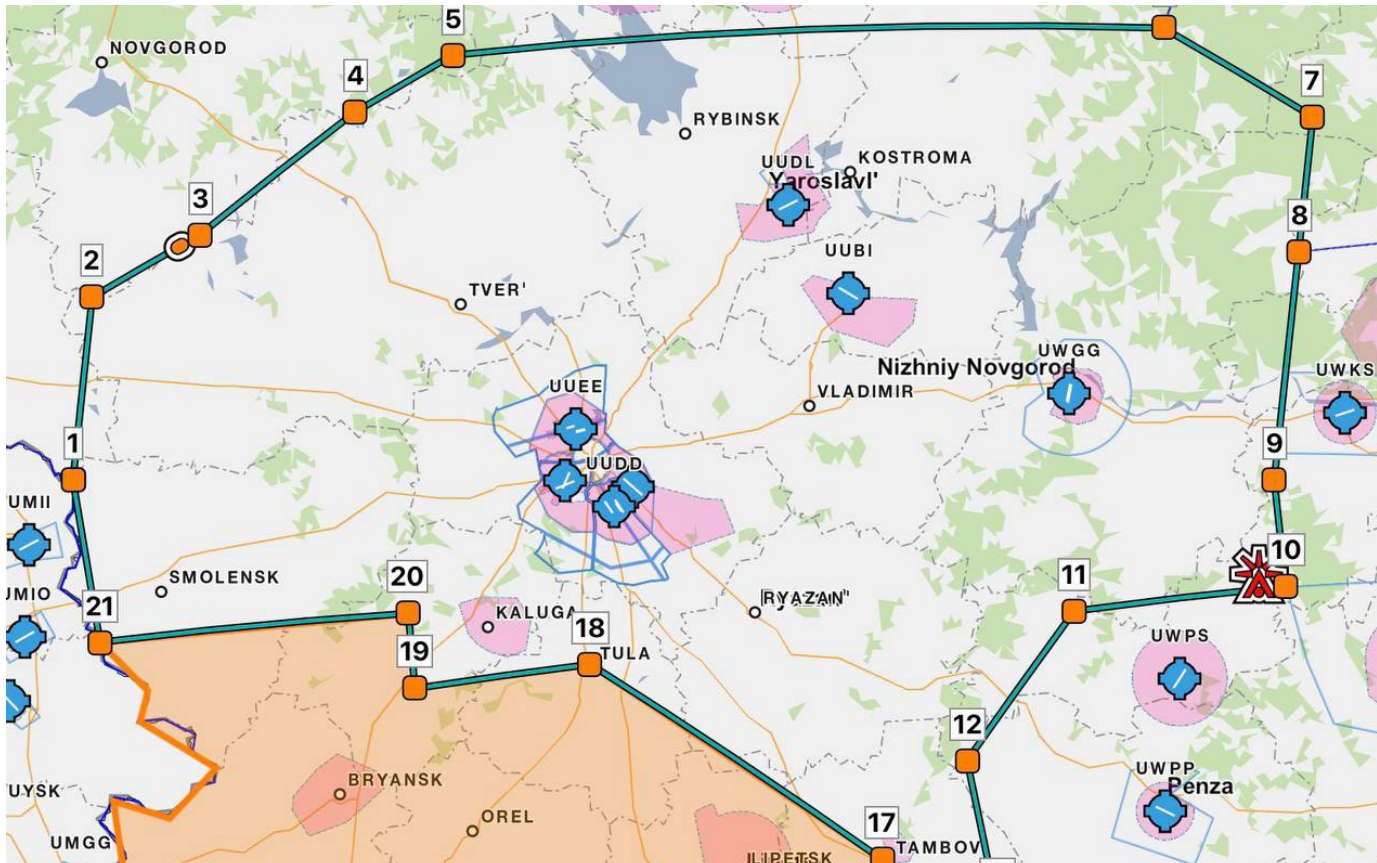 5
NOVGOROD
4
7
RYBINSK
UUDL
KOSTROMA
Yaroslavl'
3
8
2
UUBI
TVER'
UWGG
Nizhniy Novgorod
UWKS
UUEE
VLADIMIR
1
9
UUDD
UMII
10
SMOLENSK
20
11
UMIO
21
KALUGA
18
RYAZAN'
UWPS
19
TULA
12
BRYANSK
UWPP
Penza
UYSK
OREL
17
UMGG
TAMBOV
LIPETSK